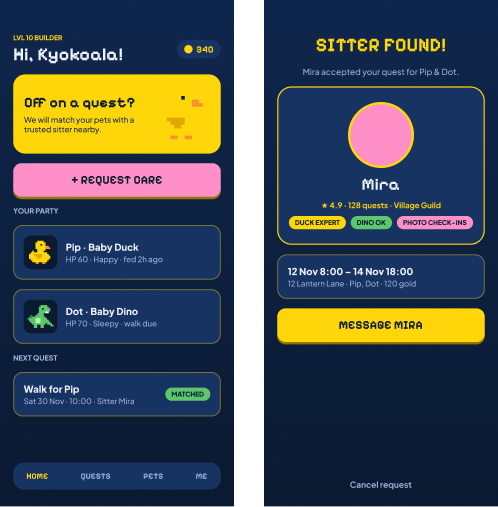 LVL 10 BUILDER
Hi, Kyokoala!
340
Off on a quest?
We will match your pets with a
trusted sitter nearby.
+ REQUEST CARE
YOUR PARTY
Pip · Baby Duck
HP 60 · Happy · fed 2h ago
Dot · Baby Dino
HP 70 · Sleepy · walk due
NEXT QUEST
Walk for Pip
Sat 30 Nov · 10:00 · Sitter Mira
MATCHED
HOME
QUESTS
PETS
ME
SITTER FOUND!
Mira accepted your quest for Pip & Dot.
Mira
★ 4.9 · 128 quests · Village Guild
DUCK EXPERT
DINO OK
PHOTO CHECK-INS
12 Nov 8:00 – 14 Nov 18:00
12 Lantern Lane · Pip, Dot · 120 gold
MESSAGE MIRA
Cancel request